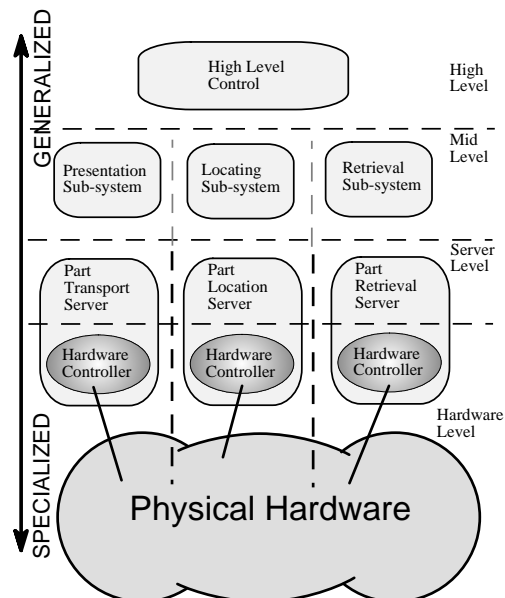 GENERALIZED
High Level
Control
High
Level
Mid
Level
Presentation
Sub-system
Locating
Sub-system
Retrieval
Sub-system
Server
Level
Part
Transport
Server
Part
Location
Server
Part
Retrieval
Server
Hardware
Controller
Hardware
Controller
Hardware
Controller
Hardware
Level
SPECIALIZED
Physical Hardware